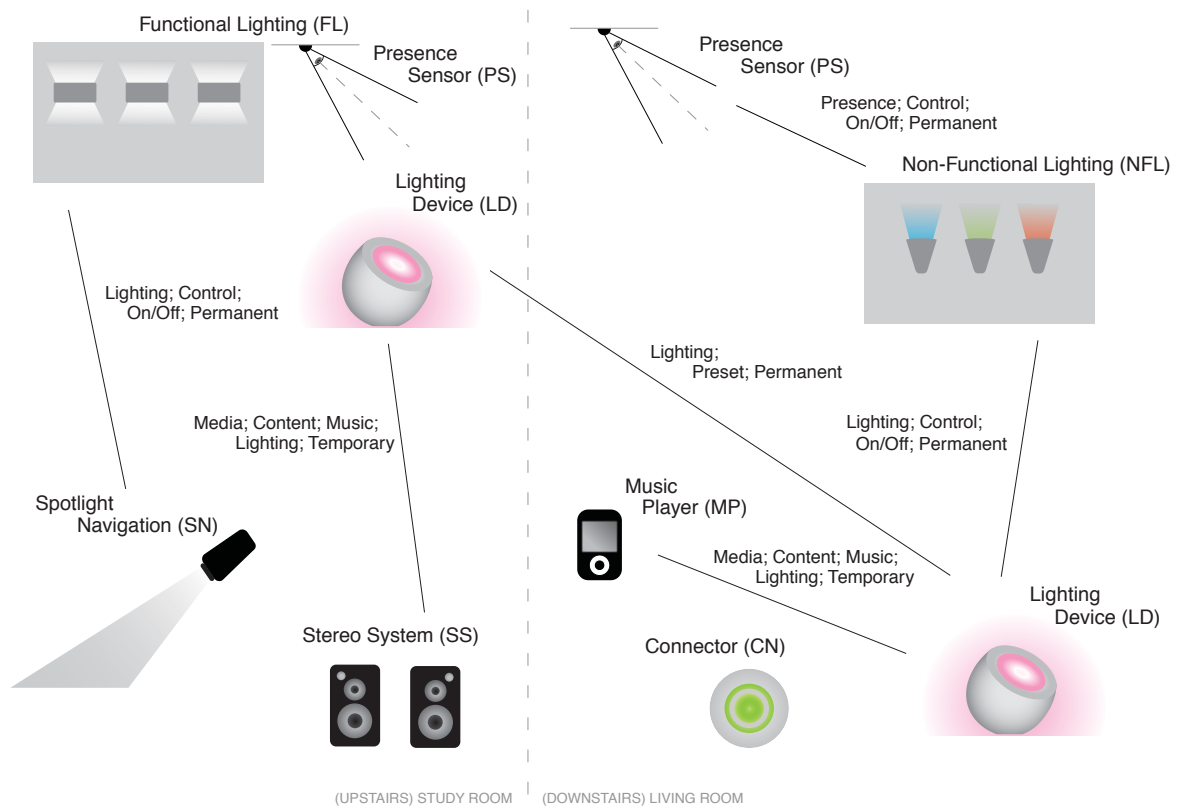 Functional Lighting (FL)
Presence
Sensor (PS)
Lighting
Device (LD)
Lighting; Control;
On/Off; Permanent
Media; Content; Music;
Lighting; Temporary
Spotlight
Navigation (SN)
Stereo System (SS)
(UPSTAIRS) STUDY ROOM
Presence
Sensor (PS)
Presence; Control;
On/Off; Permanent
Non-Functional Lighting (NFL)
Lighting;
Preset; Permanent
Lighting; Control;
On/Off; Permanent
Music
Player (MP)
Media; Content; Music;
Lighting; Temporary
Lighting
Device (LD)
Connector (CN)
(DOWNSTAIRS) LIVING ROOM